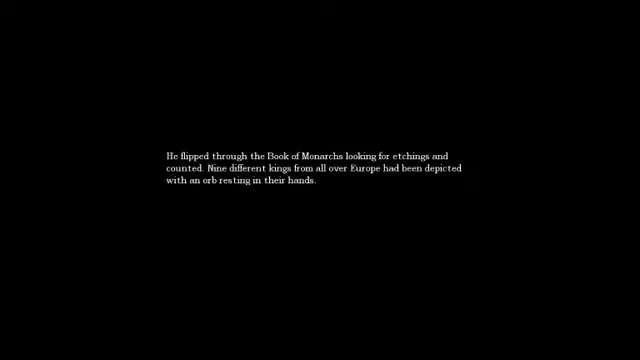 He flipped through the Book of Monarchs looking for etchings and
counted. Nine different kings from all over Europe had been depicted
with an orb resting in their hands.